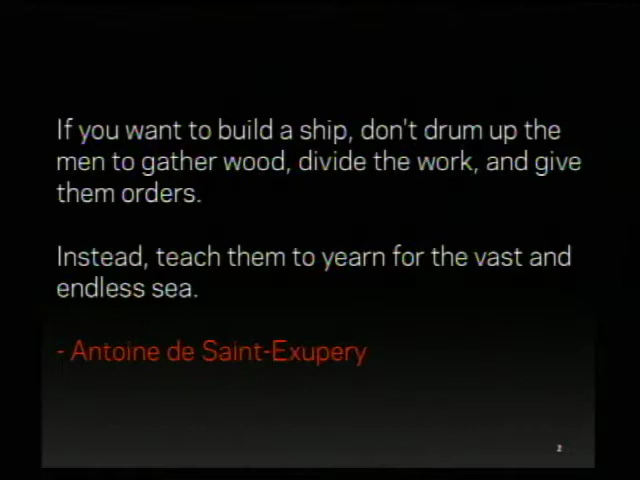 If you want to build a ship, don't drum up the
men to gather wood, divide the work, and give
them orders.
Instead, teach them to yearn for the vast and
endless sea.
- Antoine de Saint-Exupery
2